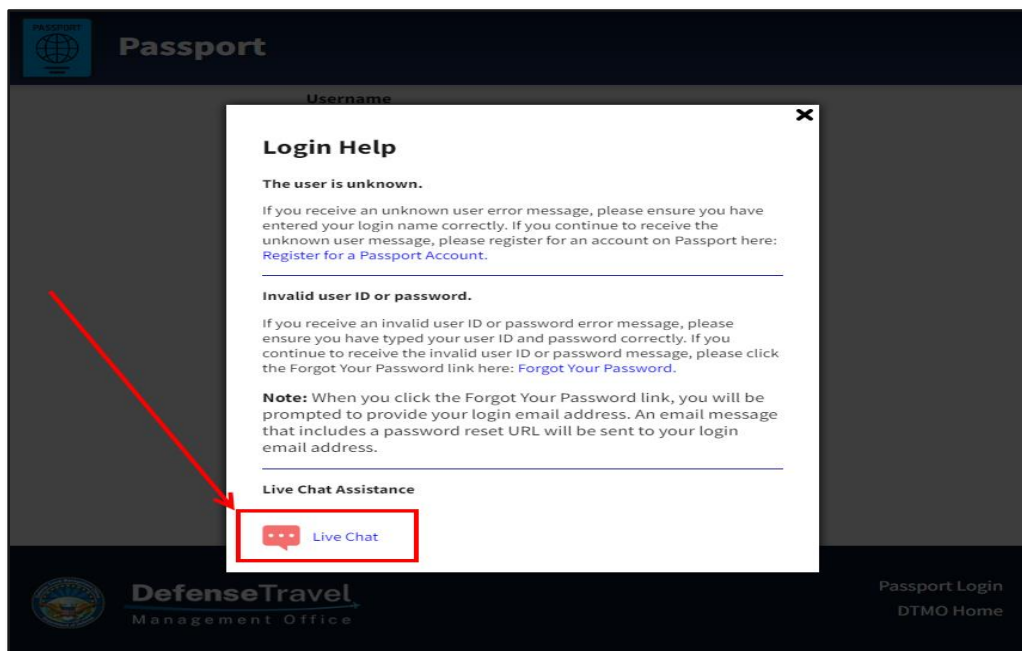 PASSPORT
Passport
Username
Login Help
The user is unknown.
If you receive an unknown user error message, please ensure you have
entered your login name correctly. If you continue to receive the
unknown user message, please register for an account on Passport here:
Register for a Passport Account.
Invalid user ID or password.
If you receive an invalid user ID or password error message, please
ensure you have typed your user ID and password correctly. If you
continue to receive the invalid user ID or password message, please click
the Forgot Your Password link here: Forgot Your Password.
Note: When you click the Forgot Your Password link, you will be
prompted to provide your login email address. An email message
that includes a password reset URL will be sent to your login
email address.
Live Chat Assistance
Live Chat
DefenseTravel
Management Office
Passport Login
DTMO Home